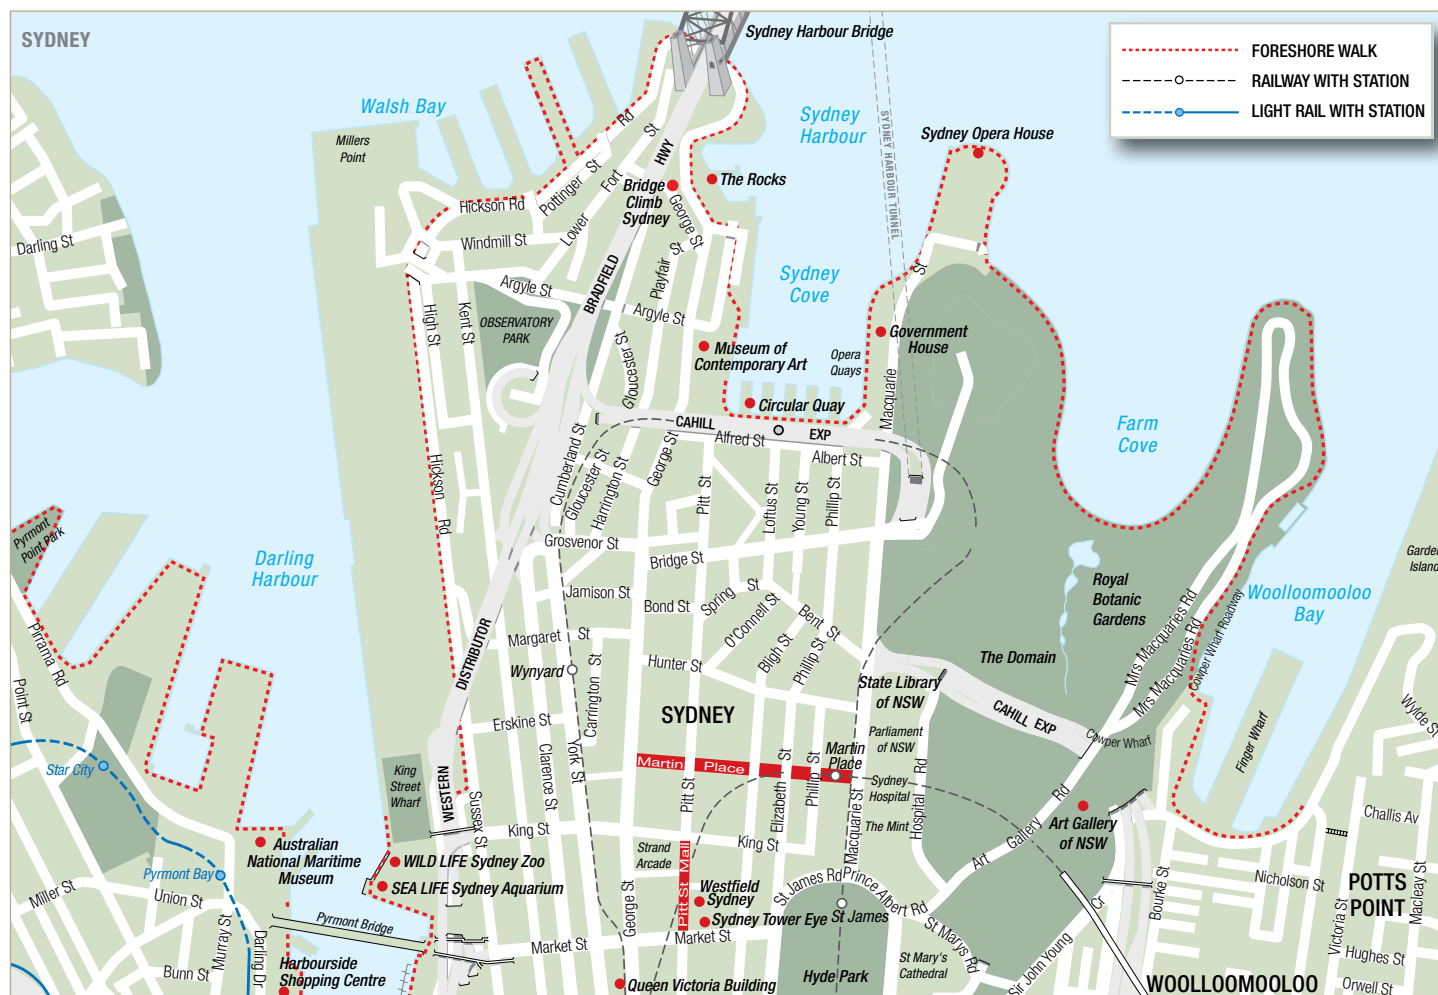 SYDNEY
Sydney Harbour Bridge
FORESHORE WALK
RAILWAY WITH STATION
LIGHT RAIL WITH STATION
Walsh Bay
Sydney
Harbour
SYDNEY HARBOUR TUNNEL
Sydney Opera House
Millers
Point
Rd
St
HWY
Pottinger St
Fort
Lower
Hickson Rd
Windmill St
Bridge
Climb
Sydney
The Rocks
George St
Darling St
Playfair St
BRADFIELD
Argyle St
Argyle St
Sydney
Cove
St
High St
Kent St
OBSERVATORY
PARK
Gloucester St
Museum of
Contemporary Art
Opera
Quays
Government
House
Macquarie
Circular Quay
CAHILL
EXP
Alfred St
Albert St
Farm
Cove
Cumberland St
Gloucester St
Harrington St
George St
Pitt St
Loftus St
Young St
Phillip St
Hickson Rd
Pyrmont
Point Park
Darling
Harbour
Grosvenor St
Bridge St
Jamison St
Bond St
Spring St
O'Connell St
Bent St
Bligh St
Phillip St
Royal
Botanic
Gardens
Garden
Island
Woolloomooloo
Bay
Mrs Macquaries Rd
Mrs Macquaries Rd
Cowper Wharf Roadway
Pirrama Rd
Point St
DISTRIBUTOR
Margaret St
Wynyard
Carrington St
Hunter St
The Domain
State Library
of NSW
CAHILL EXP
Cowper Wharf
Finger Wharf
Wylde St
SYDNEY
Erskine St
Parliament
of NSW
Martin
Place
Martin Place
Star City
King
Street
Wharf
WESTERN
Sussex St
Clarence St
York St
Pitt St
Elizabeth St
Phillip St
Macquarie St
Sydney
Hospital
The Mint
Hospital Rd
Art Gallery Rd
Art Gallery
of NSW
Challis Av
King St
King St
Strand
Arcade
Pitt St Mall
Australian
National Maritime
Museum
WILD LIFE Sydney Zoo
SEA LIFE Sydney Aquarium
Pyrmont Bay
Miller St
Union St
Murray St
Darling Dr
Bunn St
Pyrmont Bridge
Harbourside
Shopping Centre
George St
Westfield
Sydney
Sydney Tower Eye
Market St
Market St
Queen Victoria Building
St James Rd
Prince Albert Rd
St James
Hyde Park
St Marys Rd
St Mary's
Cathedral
Sir John Young
Cr
Bourke St
Nicholson St
POTTS
POINT
Victoria St
Macleay St
Hughes St
Orwell St
WOOLLOOMOOLOO